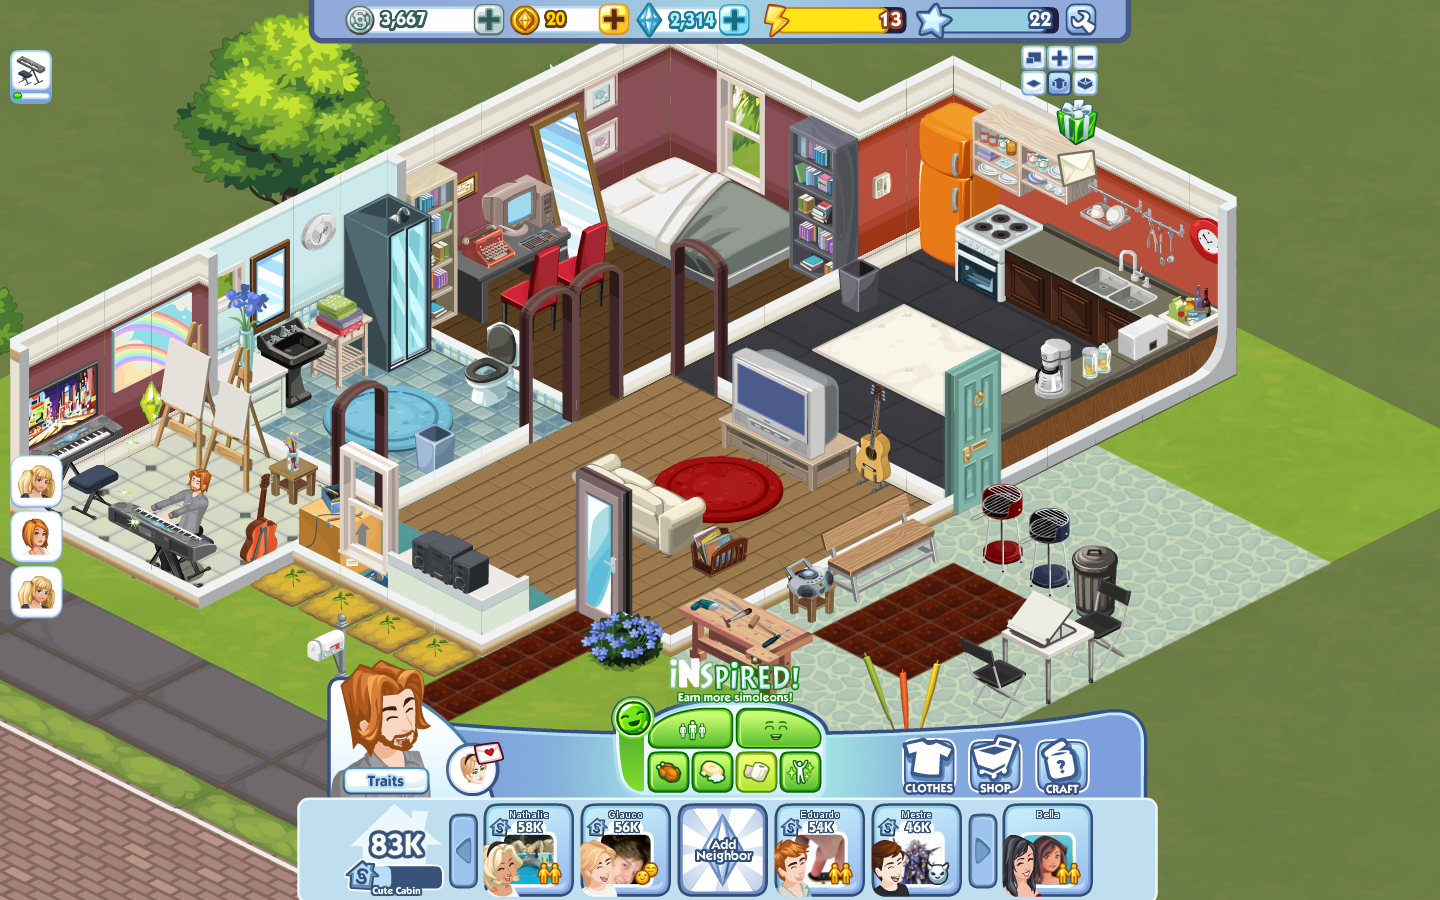 3,667
20
2,314
13
22
iNSPiRED!
Earn more simoleons!
Traits
CLOTHES
SHOP
CRAFT
83K
Cute Cabin
Nathalie
58K
Glauco
56K
Add
Neighbor
Eduardo
54K
Mestre
46K
Bella